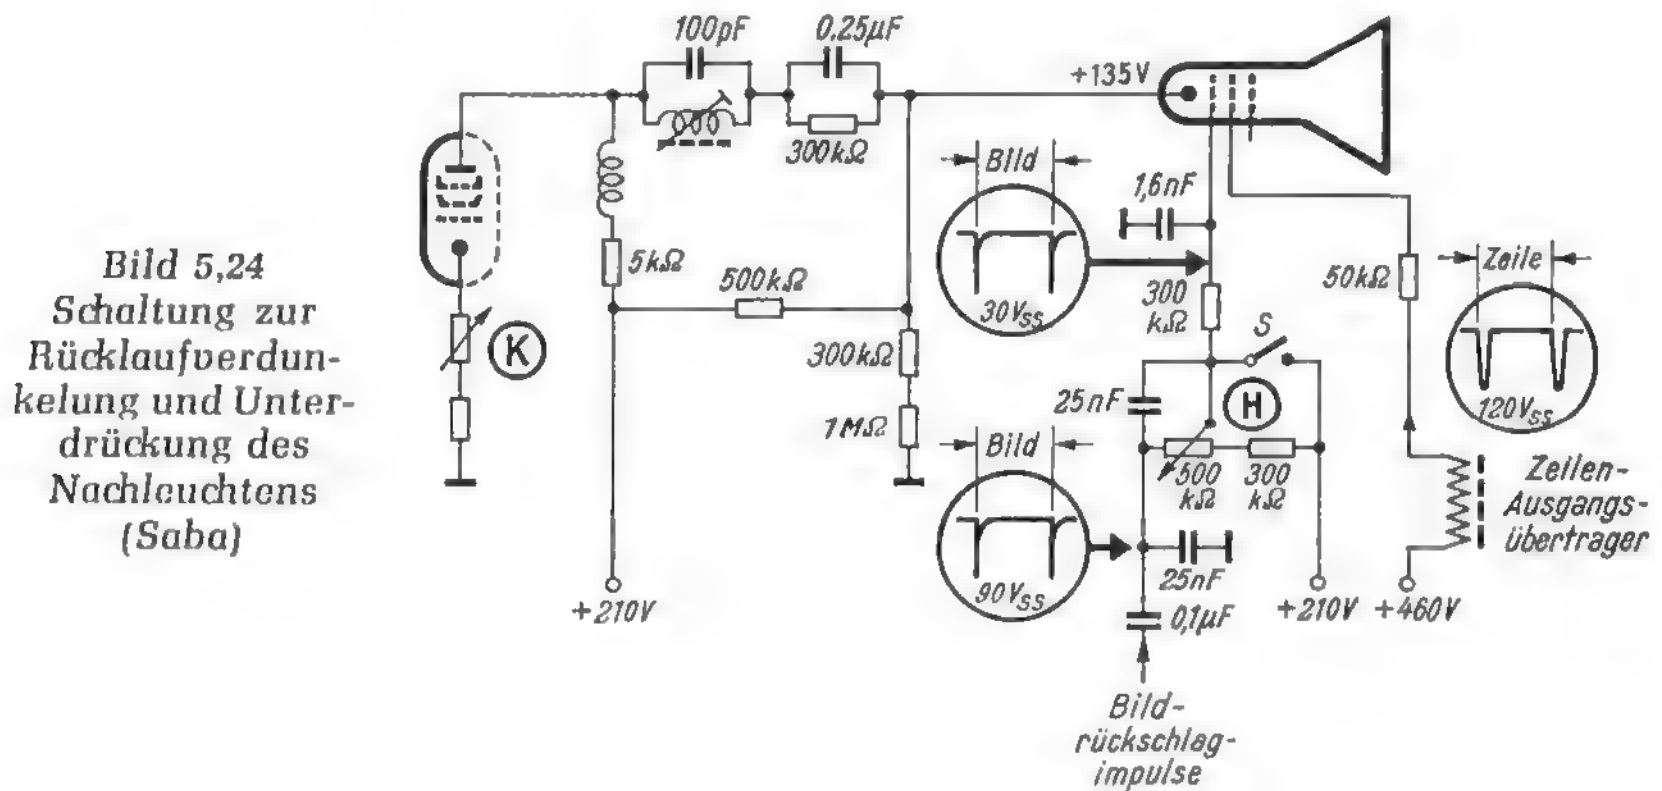 100pF
0,25µF
+135V
300kΩ
Bild
1,6nF
5kΩ
500kΩ
30Vss
300
kΩ
S
50kΩ
Zeile
120Vss
Bild 5,24
Schaltung zur
Rücklaufverdun-
kelung und Unter-
drückung des
Nachleuchtens
(Saba)
K
300kΩ
1MΩ
25nF
H
Bild
500
kΩ
300
kΩ
90Vss
25nF
0,1µF
Zeilen-
Ausgangs-
übertrager
+210V
+210V
+460V
Bild-
rückschlag-
impulse